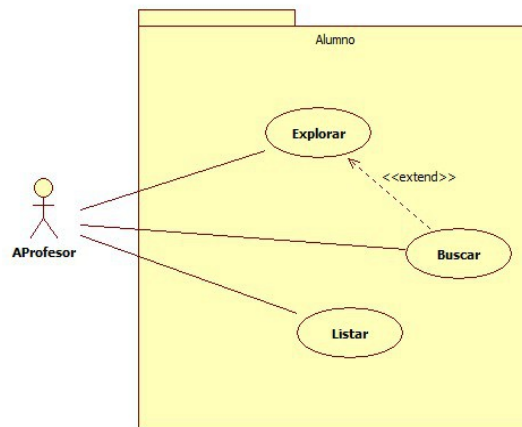 Alumno
Explorar
<<extend>>
AProfesor
Buscar
Listar